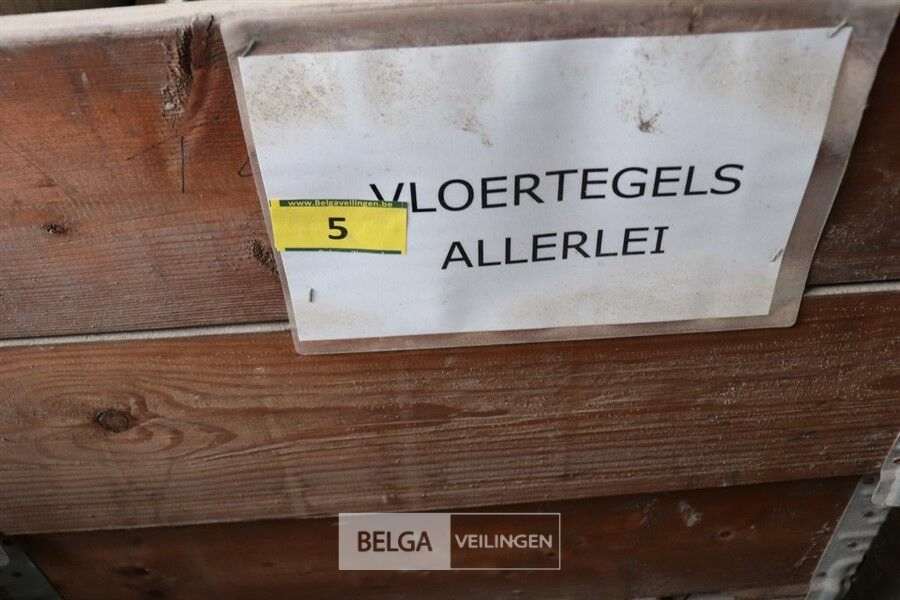 VLOERTEGELS
ALLERLEI
www.Belgaveilingen.be
5
BELGA VEILINGEN